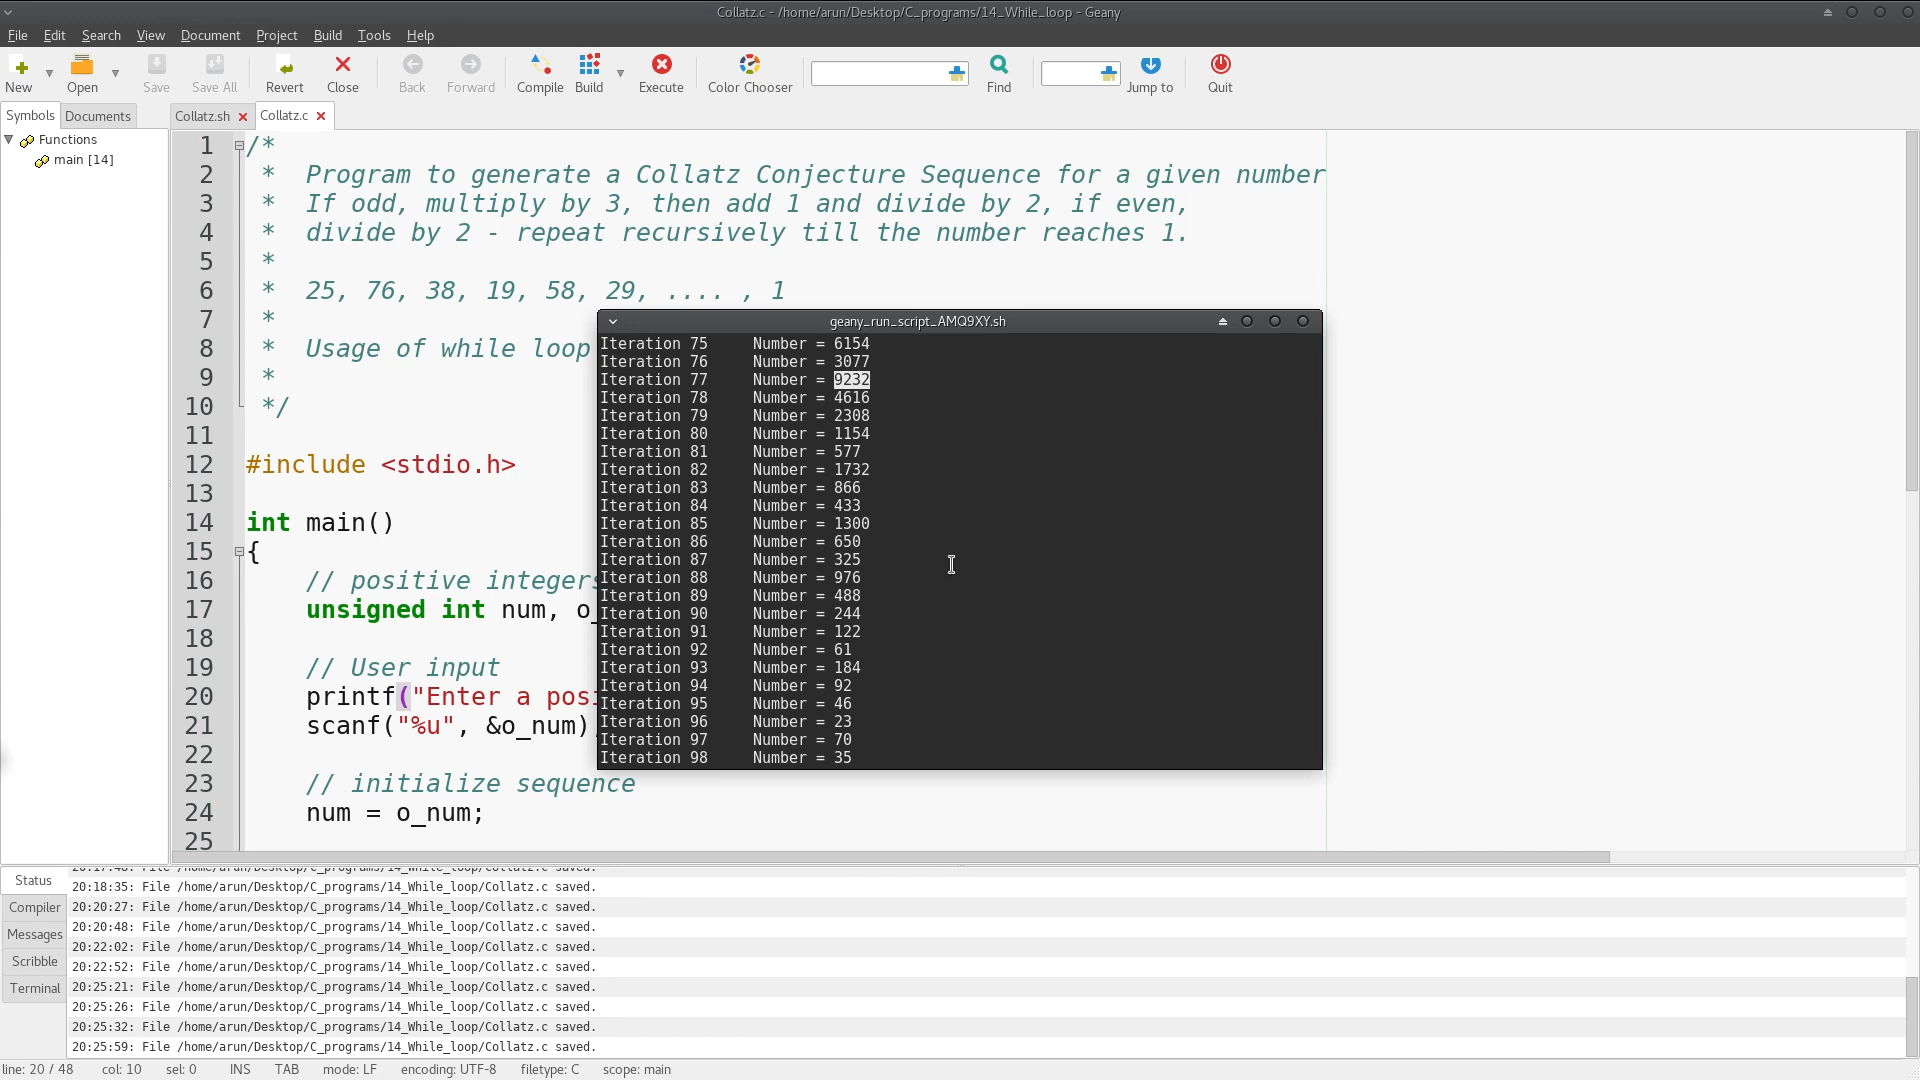 Collatz.c - /home/arun/Desktop/C_programs/14_While_loop - Geany
File Edit Search View Document Project Build Tools Help
New Open Save Save All Revert Close Back Forward Compile Build Execute Color Chooser Find Jump to Quit
Symbols Documents
Collatz.sh Collatz.c
Functions
main [14]
1 /*
2 * Program to generate a Collatz Conjecture Sequence for a given number
3 * If odd, multiply by 3, then add 1 and divide by 2, if even,
4 * divide by 2 - repeat recursively till the number reaches 1.
5 *
6 * 25, 76, 38, 19, 58, 29, .... , 1
7 *
8 * Usage of while loop
9 *
10 */
11
12 #include <stdio.h>
13
14 int main()
15 {
16 // positive integers
17 unsigned int num, o_
18
19 // User input
20 printf("Enter a posi
21 scanf("%u", &o_num)
22
23 // initialize sequence
24 num = o_num;
25
geany_run_script_AMQ9XY.sh
Iteration 75 Number = 6154
Iteration 76 Number = 3077
Iteration 77 Number = 9232
Iteration 78 Number = 4616
Iteration 79 Number = 2308
Iteration 80 Number = 1154
Iteration 81 Number = 577
Iteration 82 Number = 1732
Iteration 83 Number = 866
Iteration 84 Number = 433
Iteration 85 Number = 1300
Iteration 86 Number = 650
Iteration 87 Number = 325
Iteration 88 Number = 976
Iteration 89 Number = 488
Iteration 90 Number = 244
Iteration 91 Number = 122
Iteration 92 Number = 61
Iteration 93 Number = 184
Iteration 94 Number = 92
Iteration 95 Number = 46
Iteration 96 Number = 23
Iteration 97 Number = 70
Iteration 98 Number = 35
Status
Compiler
Messages
Scribble
Terminal
20:17:48: File /home/arun/Desktop/C_programs/14_While_loop/Collatz.c saved.
20:18:35: File /home/arun/Desktop/C_programs/14_While_loop/Collatz.c saved.
20:20:27: File /home/arun/Desktop/C_programs/14_While_loop/Collatz.c saved.
20:20:48: File /home/arun/Desktop/C_programs/14_While_loop/Collatz.c saved.
20:22:02: File /home/arun/Desktop/C_programs/14_While_loop/Collatz.c saved.
20:22:52: File /home/arun/Desktop/C_programs/14_While_loop/Collatz.c saved.
20:25:21: File /home/arun/Desktop/C_programs/14_While_loop/Collatz.c saved.
20:25:26: File /home/arun/Desktop/C_programs/14_While_loop/Collatz.c saved.
20:25:32: File /home/arun/Desktop/C_programs/14_While_loop/Collatz.c saved.
20:25:59: File /home/arun/Desktop/C_programs/14_While_loop/Collatz.c saved.
line: 20 / 48 col: 10 sel: 0 INS TAB mode: LF encoding: UTF-8 filetype: C scope: main